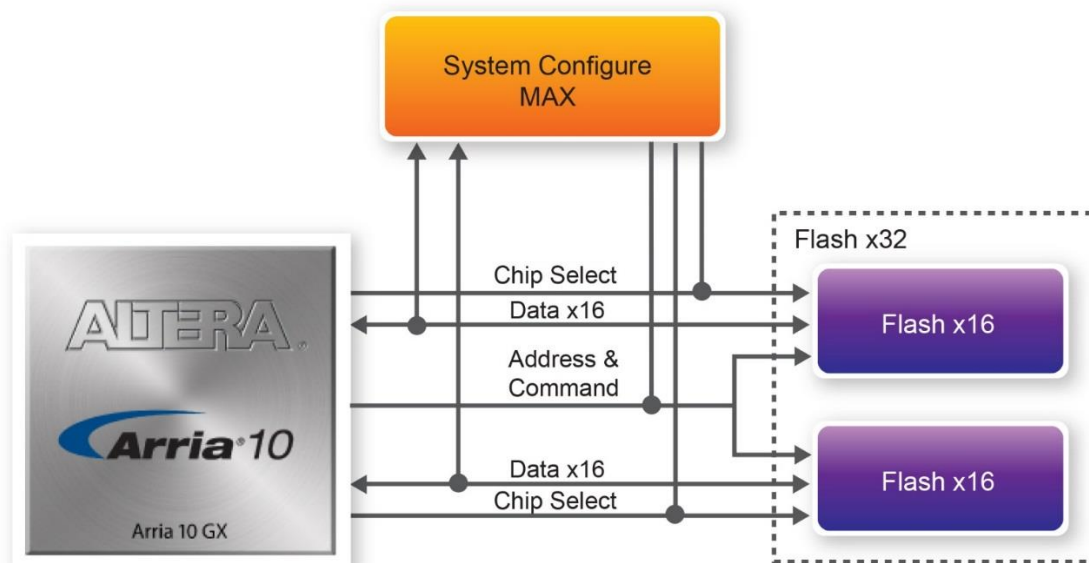 System Configure
MAX
Flash x32
Chip Select
Data x16
Flash x16
Address &
Command
ALTERA®
Arria® 10
Data x16
Chip Select
Flash x16
Arria 10 GX